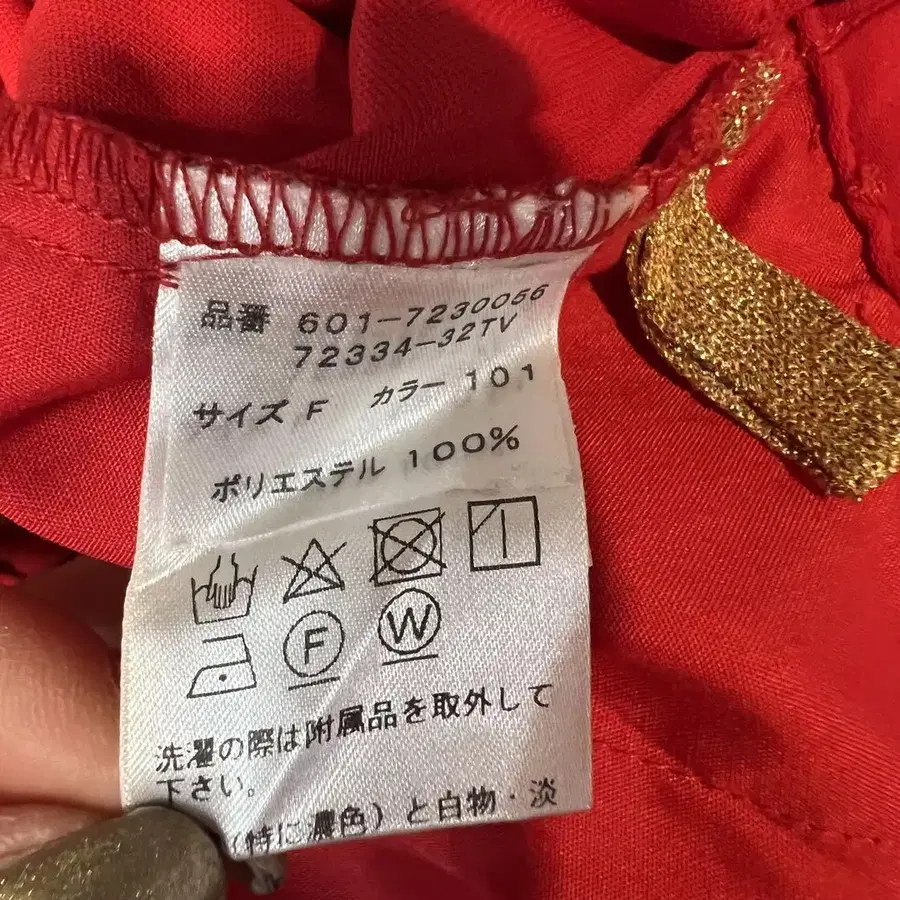 品番 601-7230056
72334-32TV
サイズ F カラー 101
ポリエステル 100%
F W
洗濯の際は附属品を取外して
下さい。
(特に濃色)と白物・淡